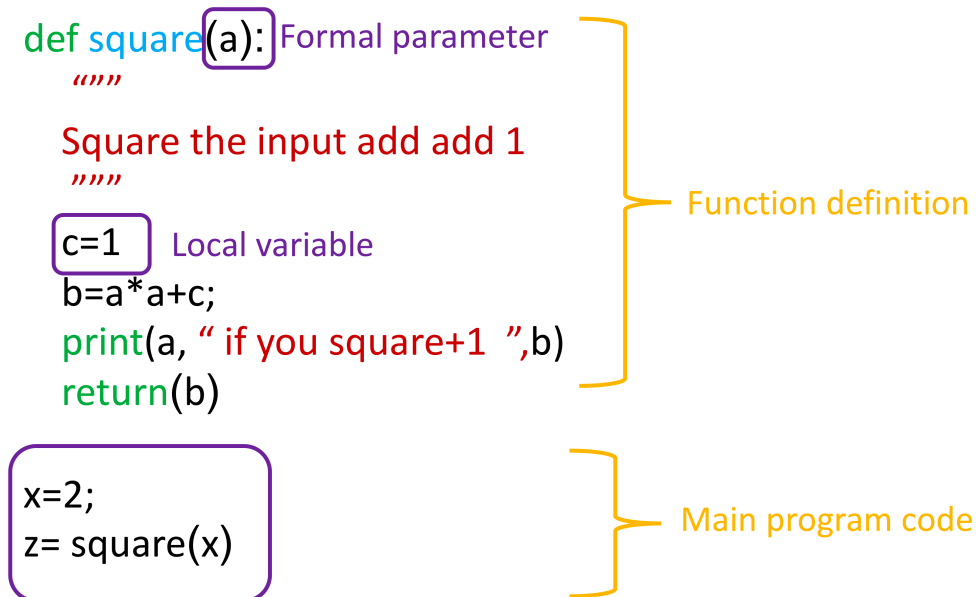 def square(a): Formal parameter
“””
Square the input add add 1
”””
Function definition
c=1 Local variable
b=a*a+c;
print(a, “ if you square+1 ”,b)
return(b)
x=2;
Main program code
z= square(x)